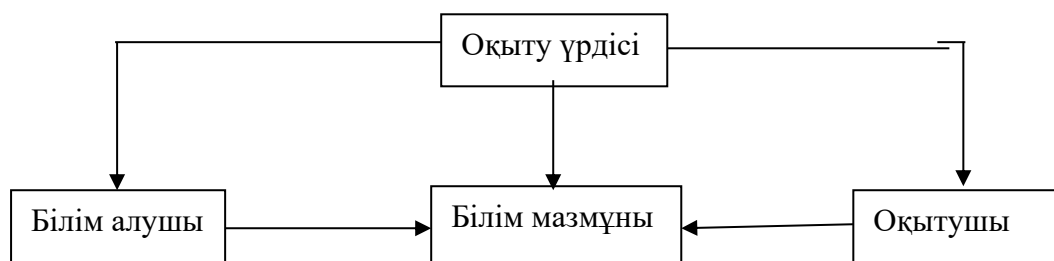 Оқыту үрдісі
Білім алушы
Білім мазмұны
Оқытушы